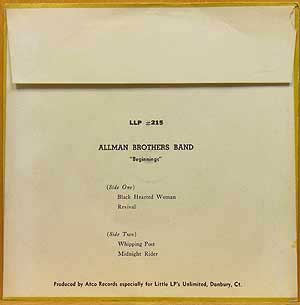 LLP #215
ALLMAN BROTHERS BAND
"Beginnings"
(Side One)
Black Hearted Woman
Revival
(Side Two)
Whipping Post
Midnight Rider
Produced by Atco Records especially for Little LP's Unlimited, Danbury, Ct.